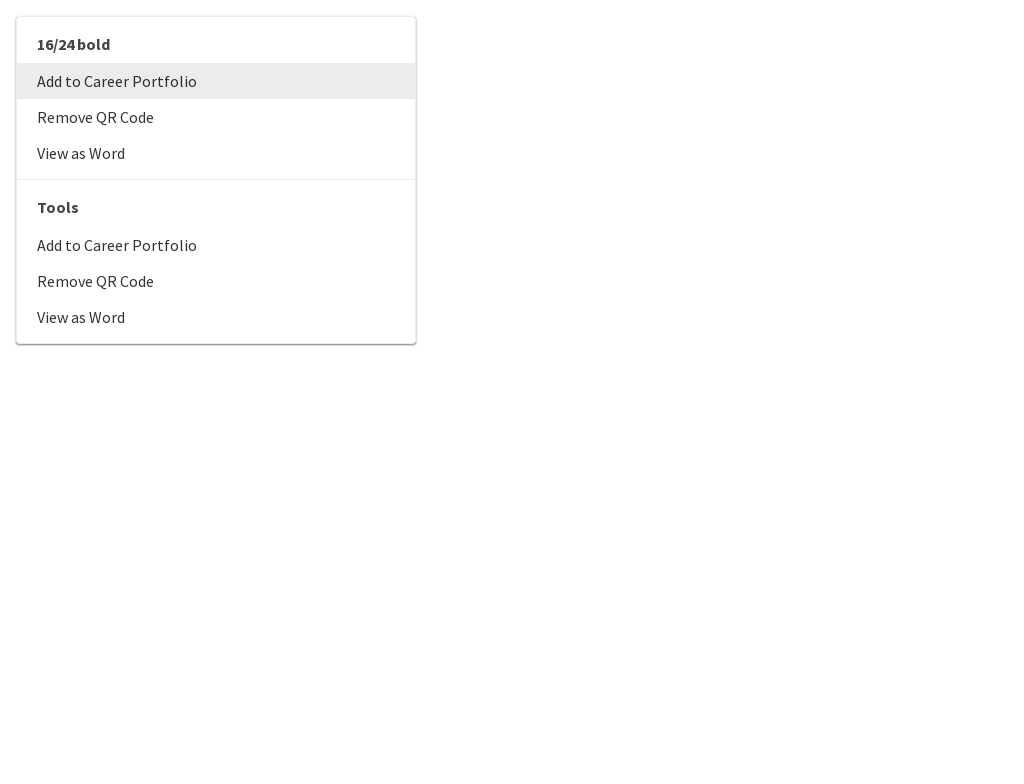 16/24 bold
Add to Career Portfolio
Remove QR Code
View as Word
Tools
Add to Career Portfolio
Remove QR Code
View as Word